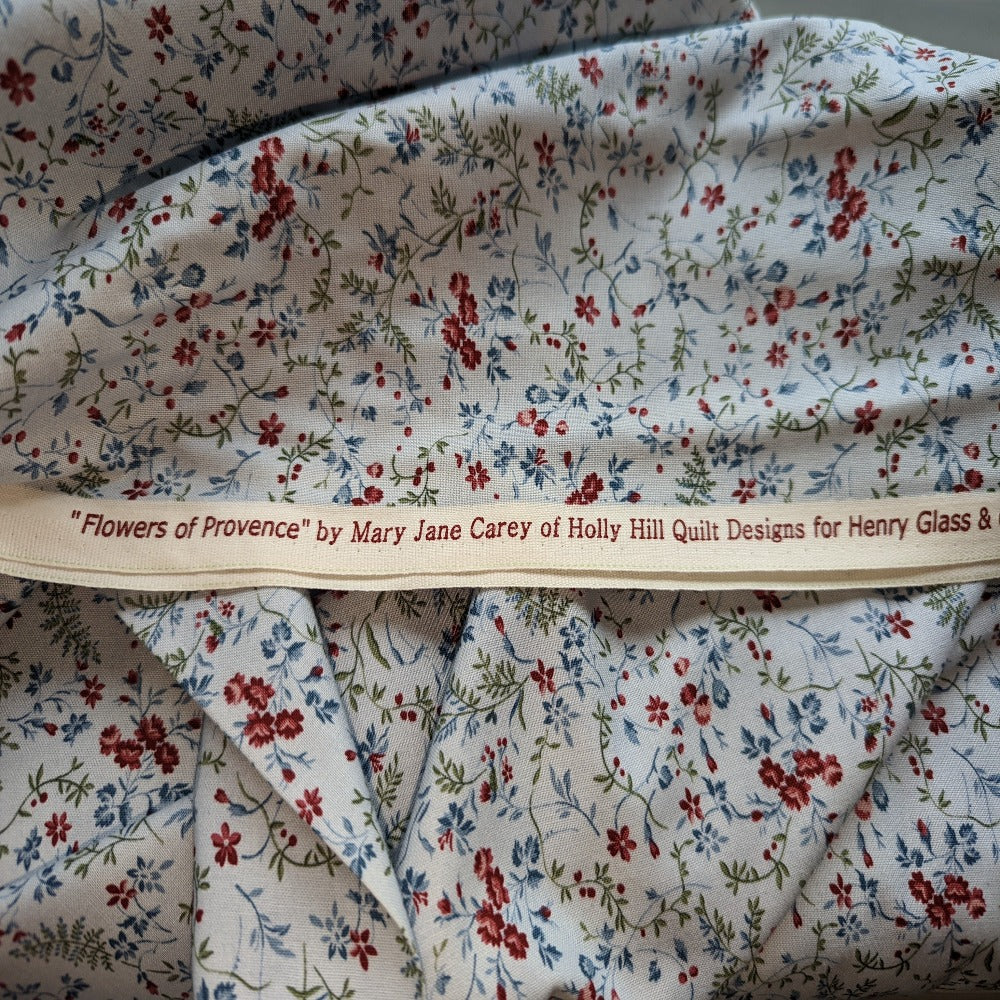 "Flowers of Provence" by Mary Jane Carey of Holly Hill Quilt Designs for Henry Glass &